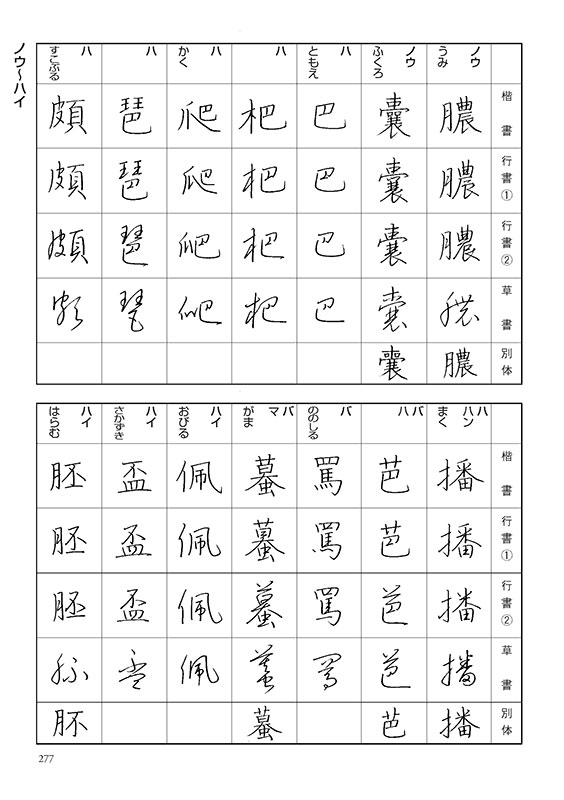 ノウ〜ハイ
楷書 行書① 行書② 草書 別体
ノウ うみ 膿 膿 膿 膿 膿
ノウ ふくろ 囊 囊 囊 囊 嚢
ハ ともえ 巴 巴 巴 巴
ハ 杷 杷 杷 杷
ハ かく 爬 爬 爬 爬
ハ 琶 琶 琶 琶
ハ すこぶる 頗 頗 頗 頗
楷書 行書① 行書② 草書 別体
ハ ハン まく 播 播 播 播 播
バ ハ 芭 芭 芭 芭 芭
バ ののしる 罵 罵 罵 罵
バ マ がま 蟇 蟇 蟇 蟇 蟇
ハイ おびる 佩 佩 佩 佩
ハイ さかずき 盃 盃 盃 盃
ハイ はらむ 胚 胚 胚 胚 胚
277